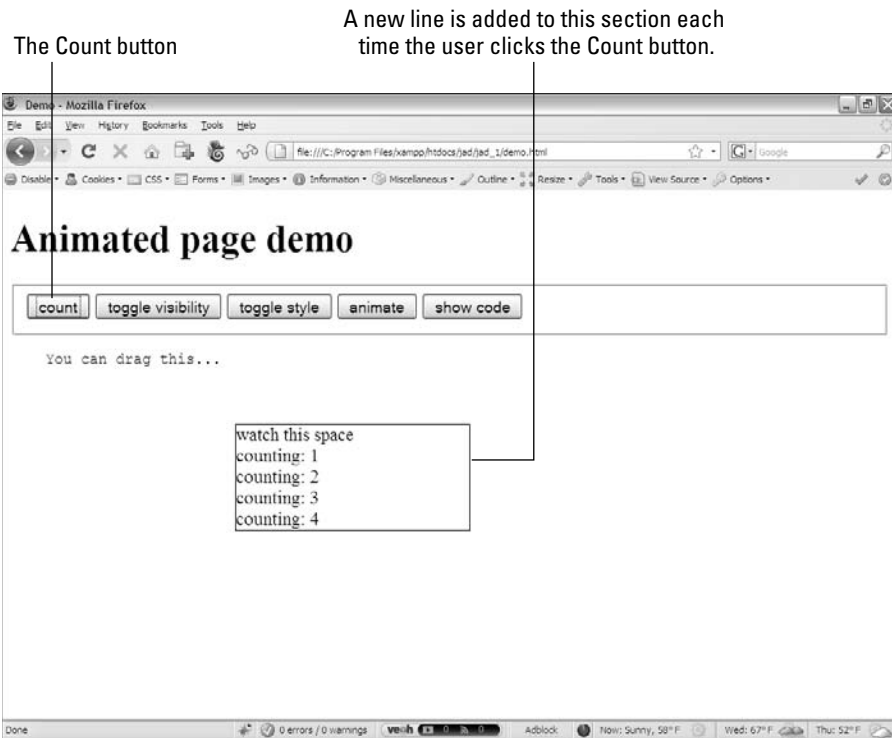 The Count button
A new line is added to this section each
time the user clicks the Count button.
Demo - Mozilla Firefox
File Edit View History Bookmarks Tools Help
file:///C:/Program Files/xampp/htdocs/jad/jad_1/demo.html
Google
Disable Cookies CSS Forms Images Information Miscellaneous Outline Resize Tools View Source Options
Animated page demo
count toggle visibility toggle style animate show code
You can drag this...
watch this space
counting: 1
counting: 2
counting: 3
counting: 4
Done 0 errors / 0 warnings veoh 0 0 Adblock Now: Sunny, 58° F Wed: 67° F Thu: 52° F